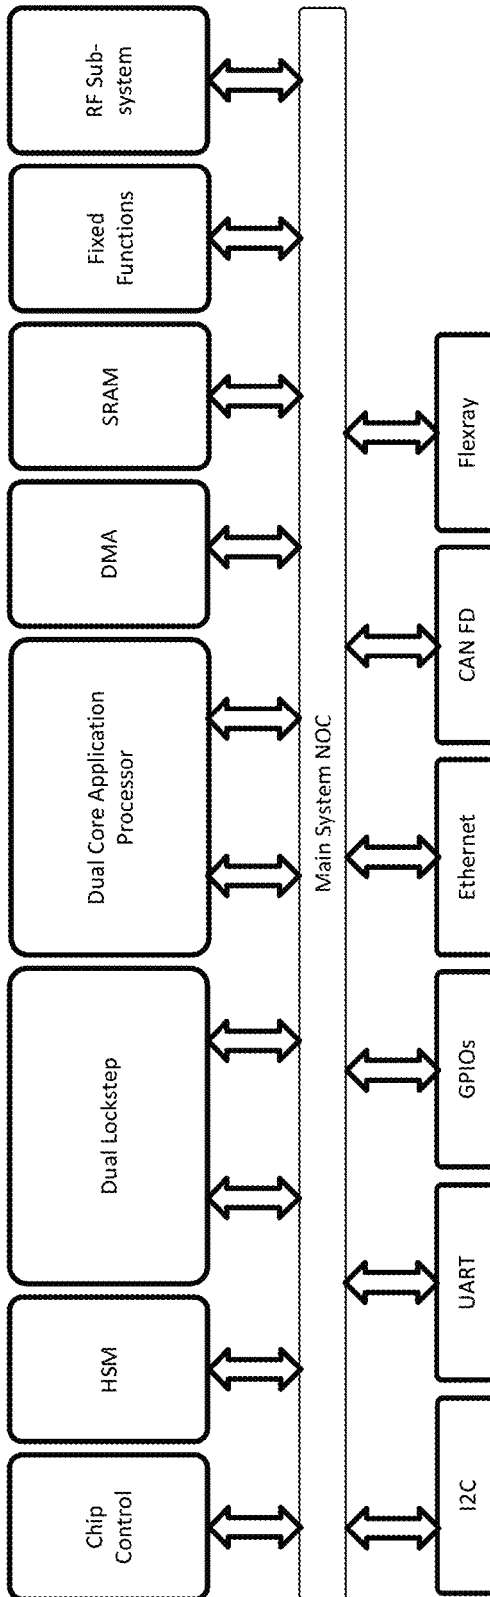 Chip
Control
HSM
Dual Lockstep
Dual Core Application
Processor
DMA
SRAM
Fixed
Functions
RF Sub-
system
Main System NOC
I2C
UART
GPIOs
Ethernet
CAN FD
Flexray